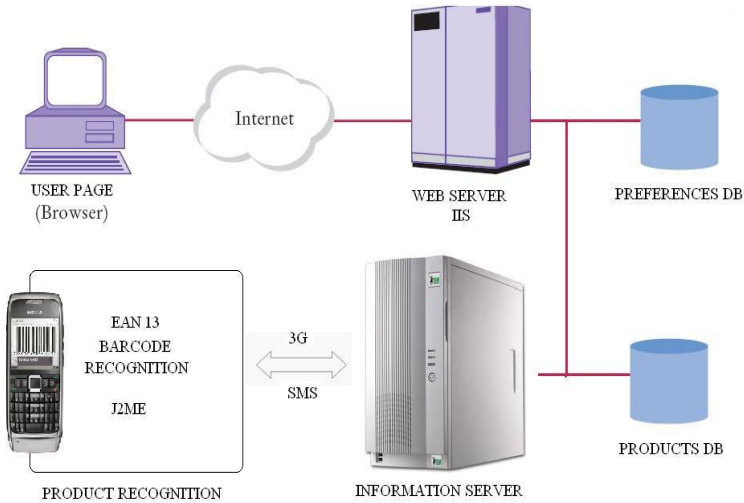 Internet
USER PAGE
(Browser)
WEB SERVER
IIS
PREFERENCES DB
EAN 13
BARCODE
RECOGNITION
J2ME
3G
SMS
PRODUCTS DB
PRODUCT RECOGNITION
INFORMATION SERVER